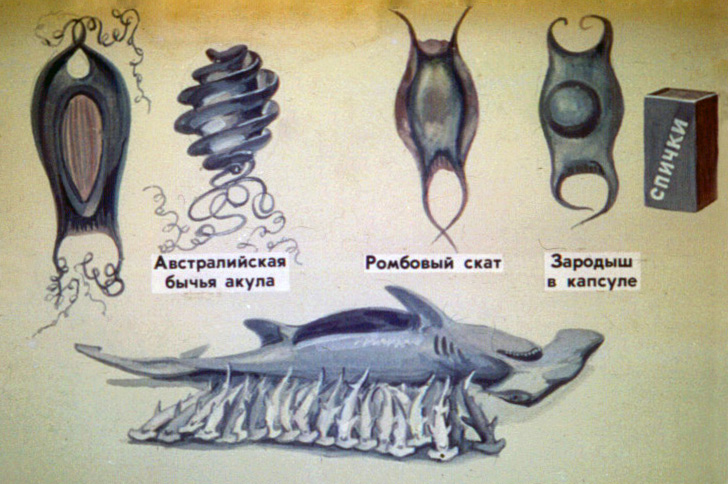 Австралийская
бычья акула
Ромбовый скат
Зародыш
в капсуле
спички